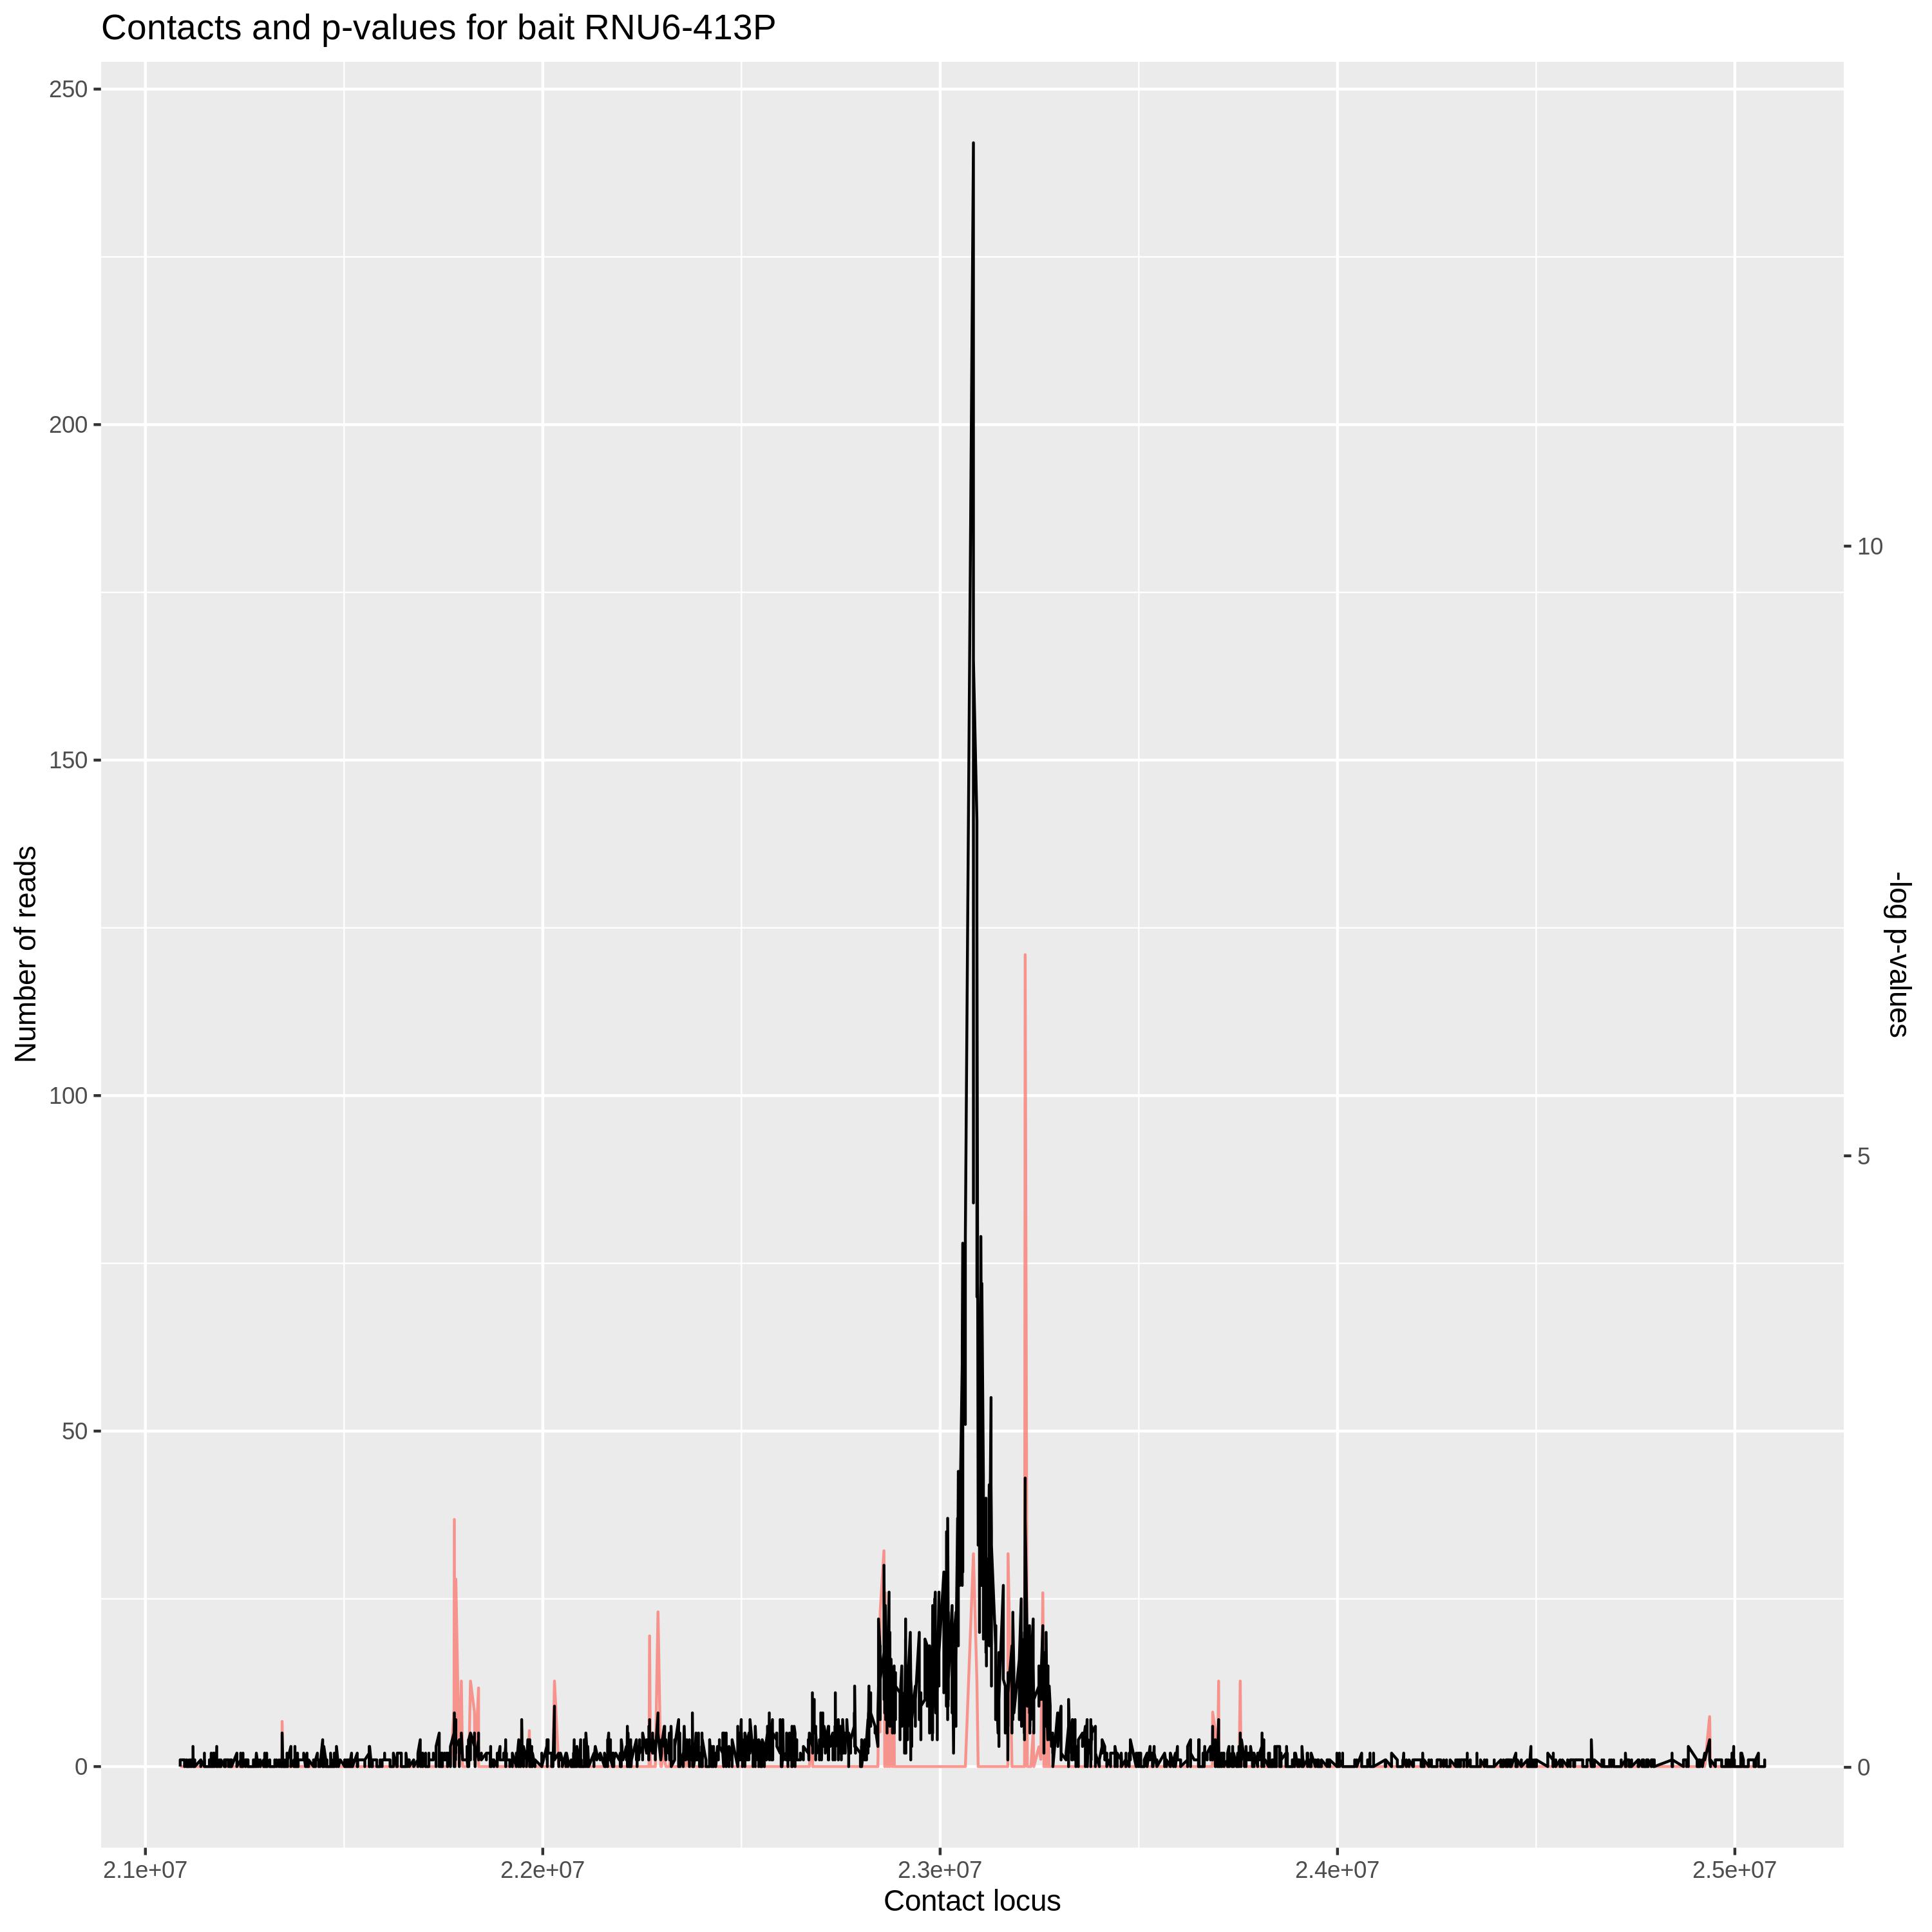 Contacts and p-values for bait RNU6-413P
250
200
150
100
50
0
Number of reads
10
5
0
-log p-values
2.1e+07
2.2e+07
2.3e+07
2.4e+07
2.5e+07
Contact locus